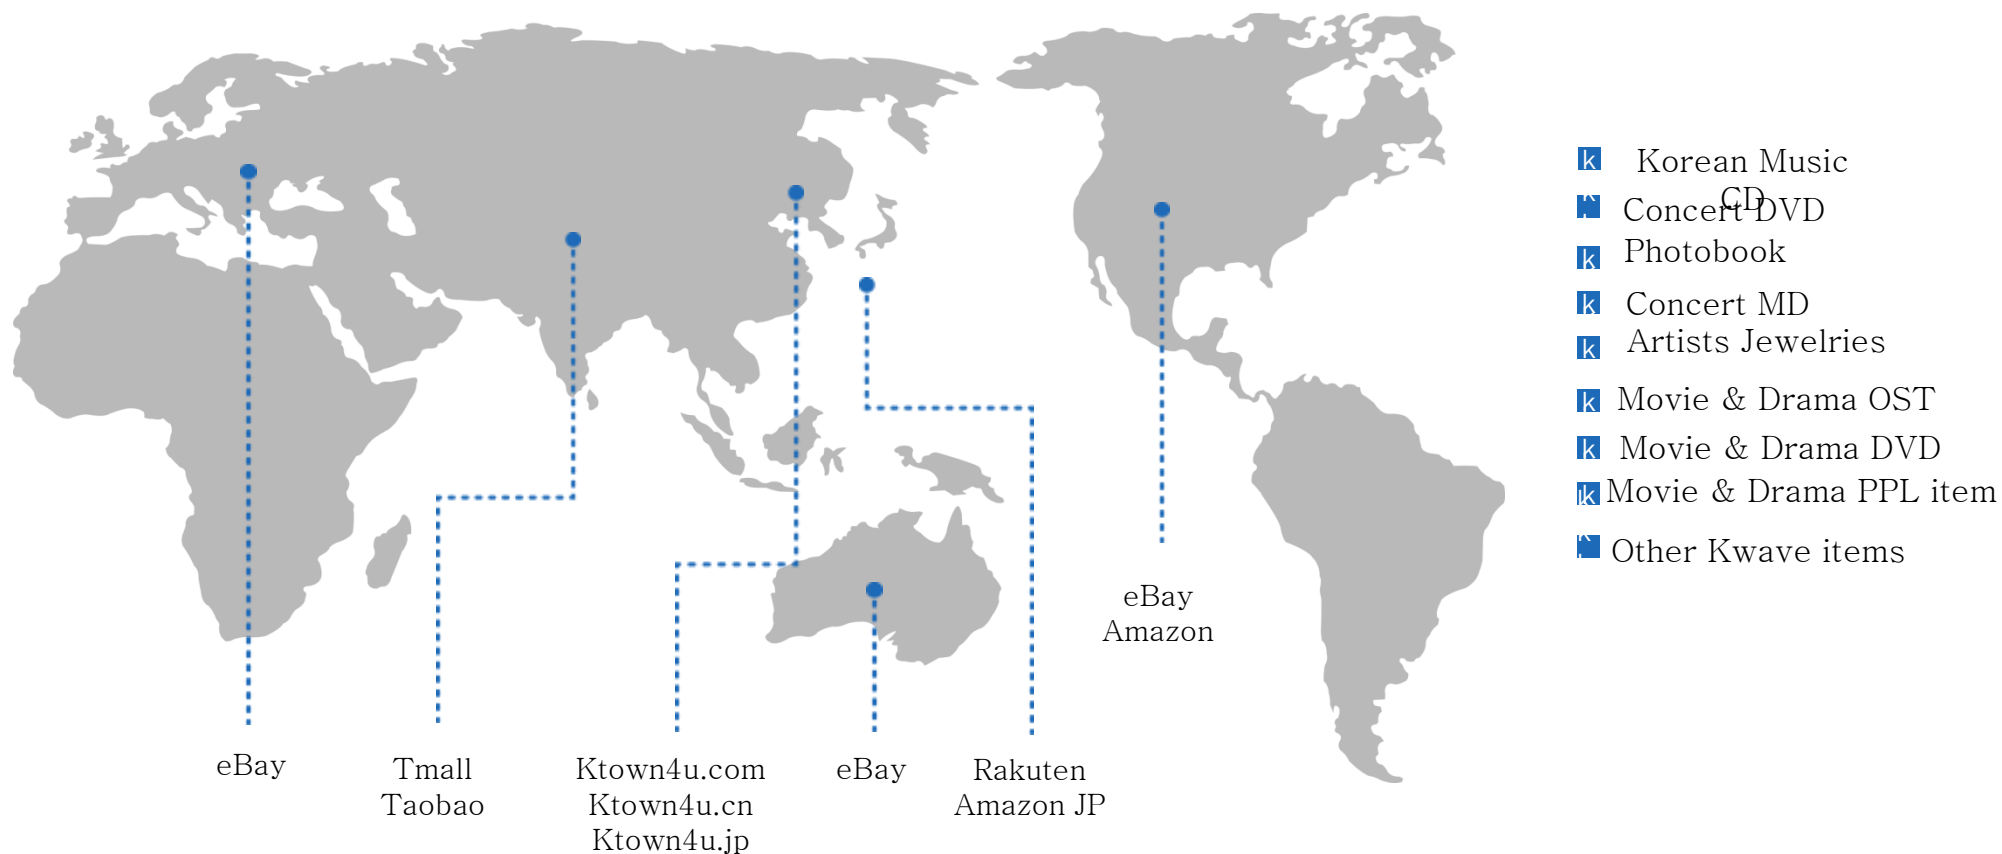 k Korean Music
CD
k Concert DVD
k Photobook
k Concert MD
k Artists Jewelries
k Movie & Drama OST
k Movie & Drama DVD
k Movie & Drama PPL item
k Other Kwave items
eBay
Amazon
eBay
Tmall
Taobao
Ktown4u.com
Ktown4u.cn
Ktown4u.jp
eBay
Rakuten
Amazon JP